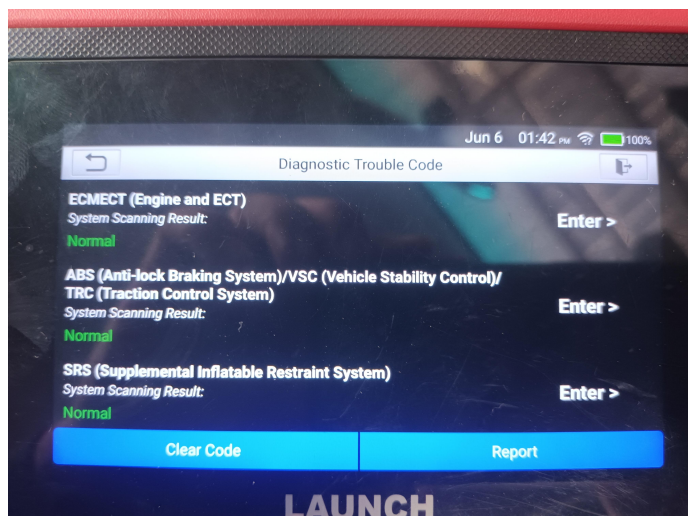 Jun 6 01:42 PM 100%
Diagnostic Trouble Code
ECMECT (Engine and ECT)
System Scanning Result:
Enter >
Normal
ABS (Anti-lock Braking System)/VSC (Vehicle Stability Control)/
TRC (Traction Control System)
System Scanning Result:
Enter >
Normal
SRS (Supplemental Inflatable Restraint System)
System Scanning Result:
Enter >
Normal
Clear Code
Report
LAUNCH